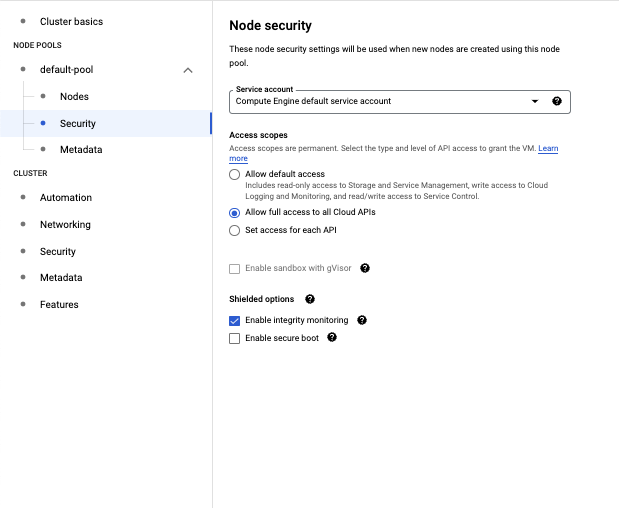 Cluster basics
NODE POOLS
default-pool
Nodes
Security
Metadata
CLUSTER
Automation
Networking
Security
Metadata
Features
Node security
These node security settings will be used when new nodes are created using this node
pool.
Service account
Compute Engine default service account
Access scopes
Access scopes are permanent. Select the type and level of API access to grant the VM. Learn
more
Allow default access
Includes read-only access to Storage and Service Management, write access to Cloud
Logging and Monitoring, and read/write access to Service Control.
Allow full access to all Cloud APIs
Set access for each API
Enable sandbox with gVisor
Shielded options
Enable integrity monitoring
Enable secure boot